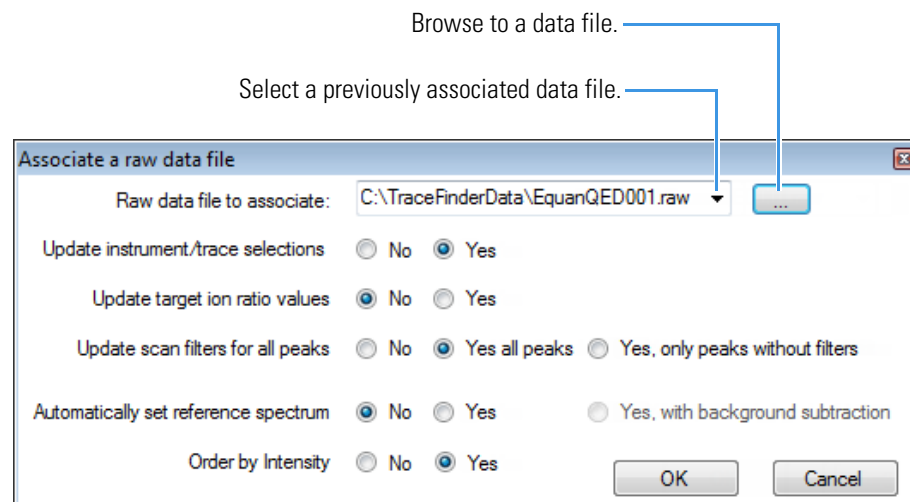 Browse to a data file.
Select a previously associated data file.
Associate a raw data file
Raw data file to associate: C:\TraceFinderData\EquanQED001.raw ...
Update instrument/trace selections No Yes
Update target ion ratio values No Yes
Update scan filters for all peaks No Yes all peaks Yes, only peaks without filters
Automatically set reference spectrum No Yes Yes, with background subtraction
Order by Intensity No Yes
OK Cancel